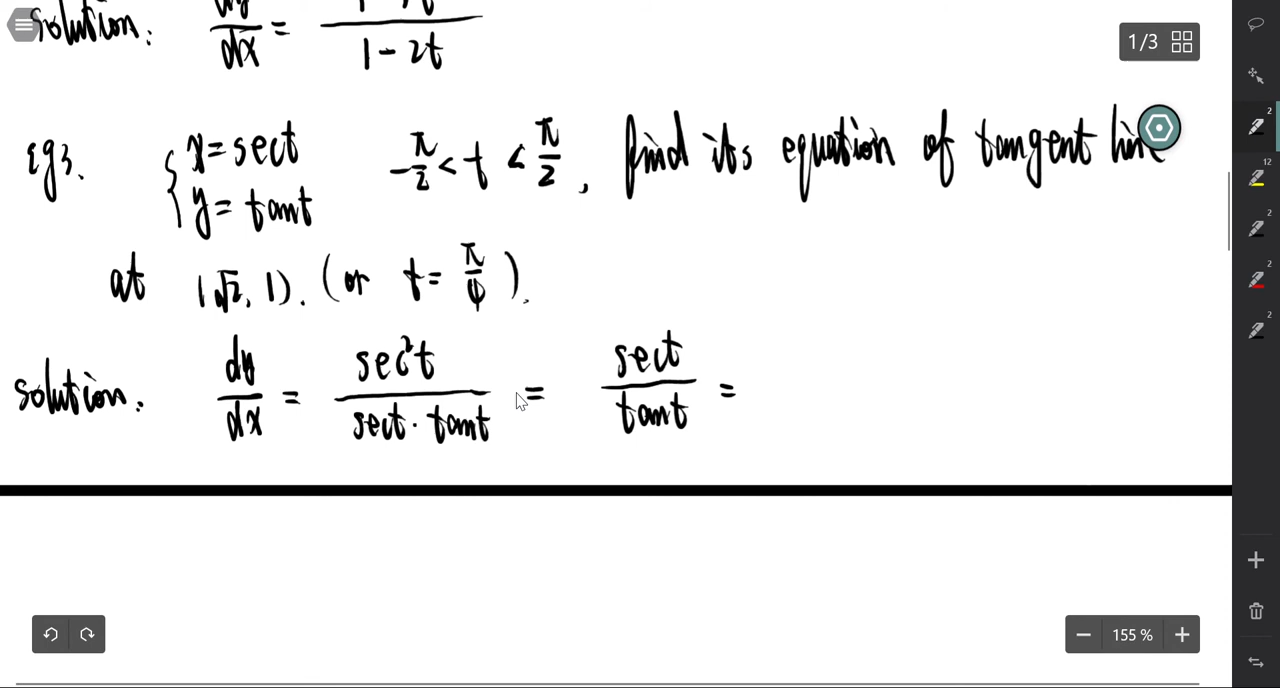 Solution: dy/dx = /(1-2t)
1/3
eg3. { x = sect
y = tant -π/2 < t < π/2, find its equation of tangent line
at (√2, 1). (or t = π/4).
solution. dy/dx = sec²t/(sect · tant) = sect/tant =
155 %